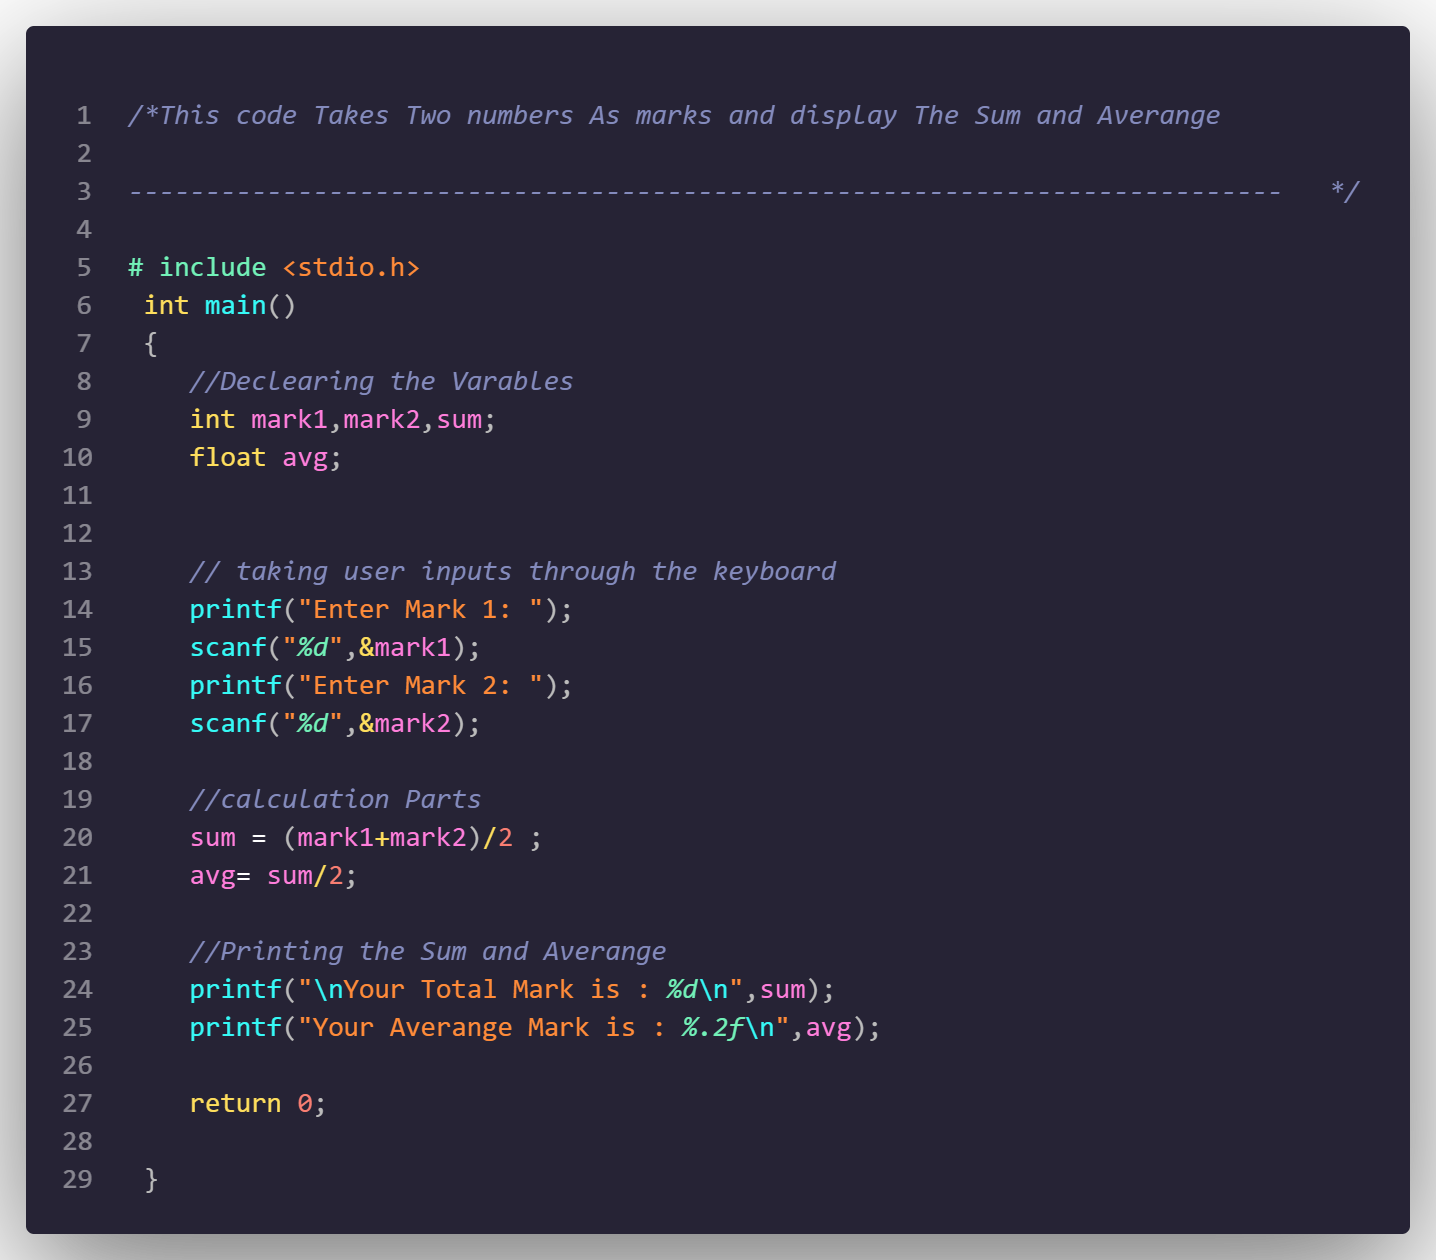 1 /*This code Takes Two numbers As marks and display The Sum and Averange
2
3 --------------------------------------------------------------------------- */
4
5 # include <stdio.h>
6 int main()
7 {
8 //Declearing the Varables
9 int mark1,mark2,sum;
10 float avg;
11
12
13 // taking user inputs through the keyboard
14 printf("Enter Mark 1: ");
15 scanf("%d",&mark1);
16 printf("Enter Mark 2: ");
17 scanf("%d",&mark2);
18
19 //calculation Parts
20 sum = (mark1+mark2)/2 ;
21 avg= sum/2;
22
23 //Printing the Sum and Averange
24 printf("\nYour Total Mark is : %d\n",sum);
25 printf("Your Averange Mark is : %.2f\n",avg);
26
27 return 0;
28
29 }